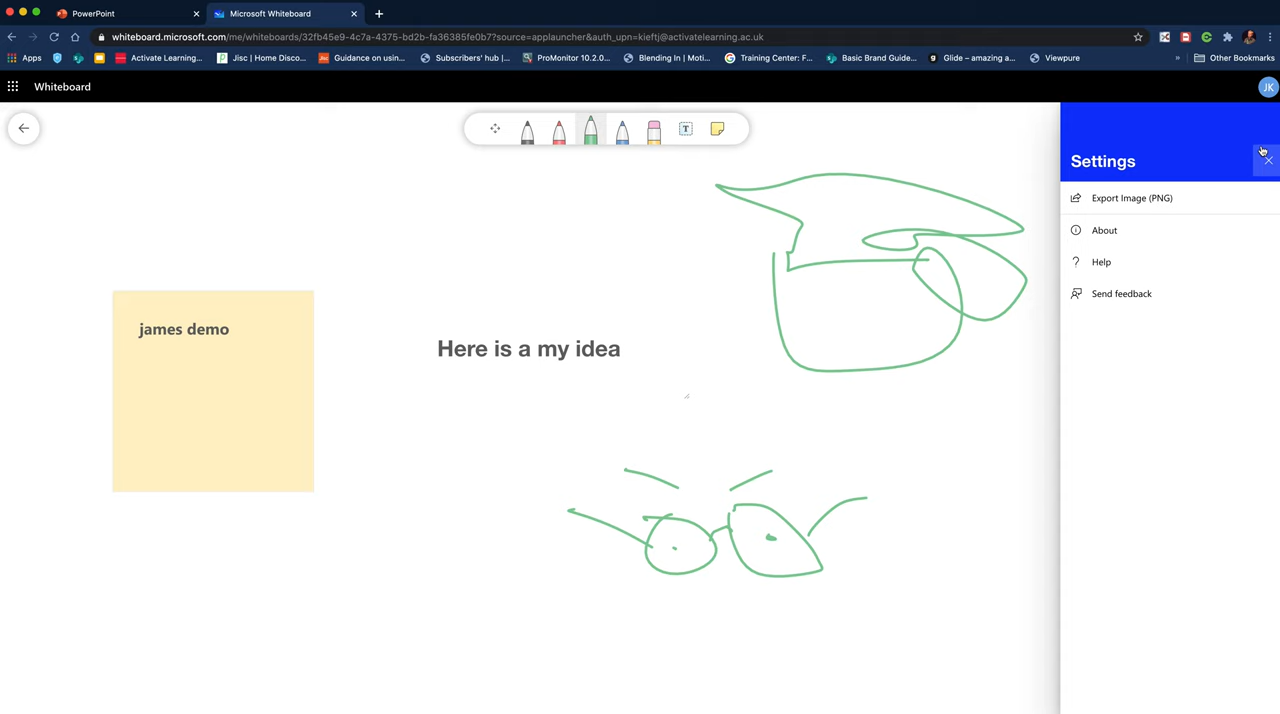 PowerPoint
Microsoft Whiteboard
whiteboard.microsoft.com/me/whiteboards/32fb45e9-4c7a-4375-bd2b-fa36385fe0b7?source=applauncher&auth_upn=kieftj@activatelearning.ac.uk
Apps
Activate Learning...
Jisc | Home Disco...
Guidance on usin...
Subscribers' hub |...
ProMonitor 10.2.0...
Blending In | Moti...
Training Center: F...
Basic Brand Guide...
Glide – amazing a...
Viewpure
»
Other Bookmarks
Whiteboard
JK
T
Settings
Export Image (PNG)
About
Help
Send feedback
james demo
Here is a my idea